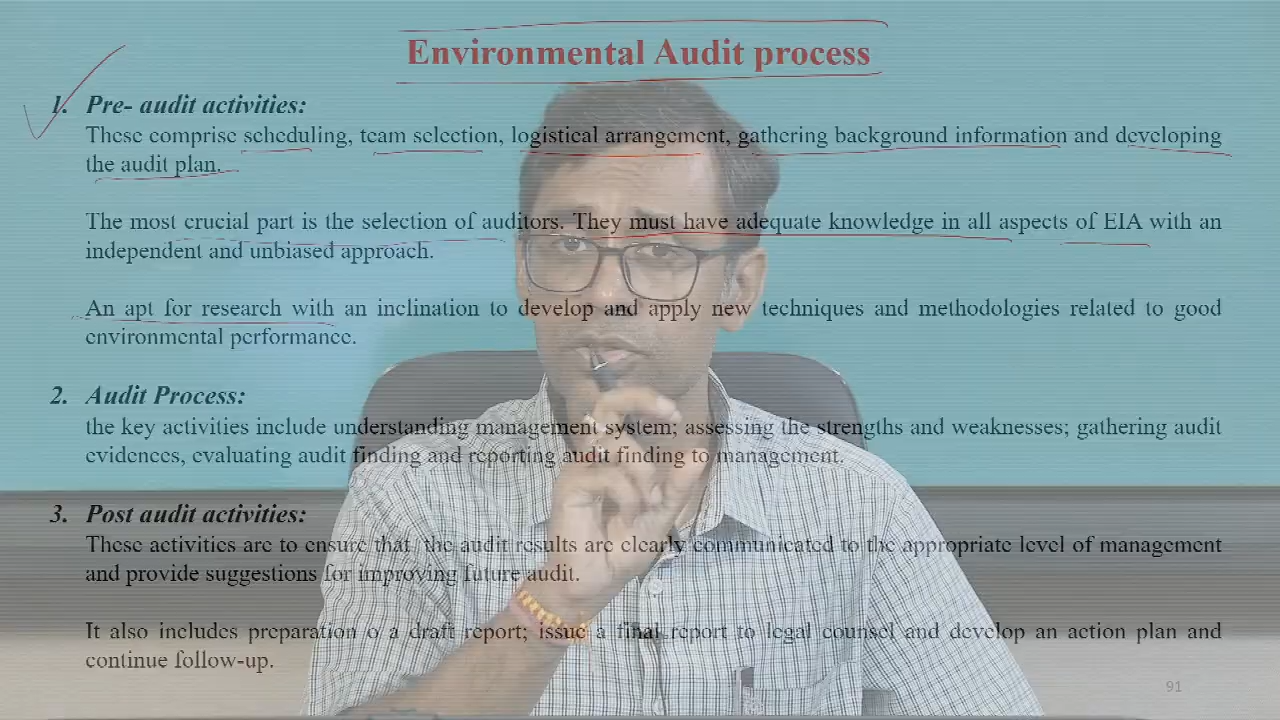 Environmental Audit process
1. Pre- audit activities:
These comprise scheduling, team selection, logistical arrangement, gathering background information and developing
the audit plan.
The most crucial part is the selection of auditors. They must have adequate knowledge in all aspects of EIA with an
independent and unbiased approach.
An apt for research with an inclination to develop and apply new techniques and methodologies related to good
environmental performance.
2. Audit Process:
the key activities include understanding management system; assessing the strengths and weaknesses; gathering audit
evidences, evaluating audit finding and reporting audit finding to management.
3. Post audit activities:
These activities are to ensure that, the audit results are clearly communicated to the appropriate level of management
and provide suggestions for improving future audit.
It also includes preparation o a draft report; issue a final report to legal counsel and develop an action plan and
continue follow-up.
91